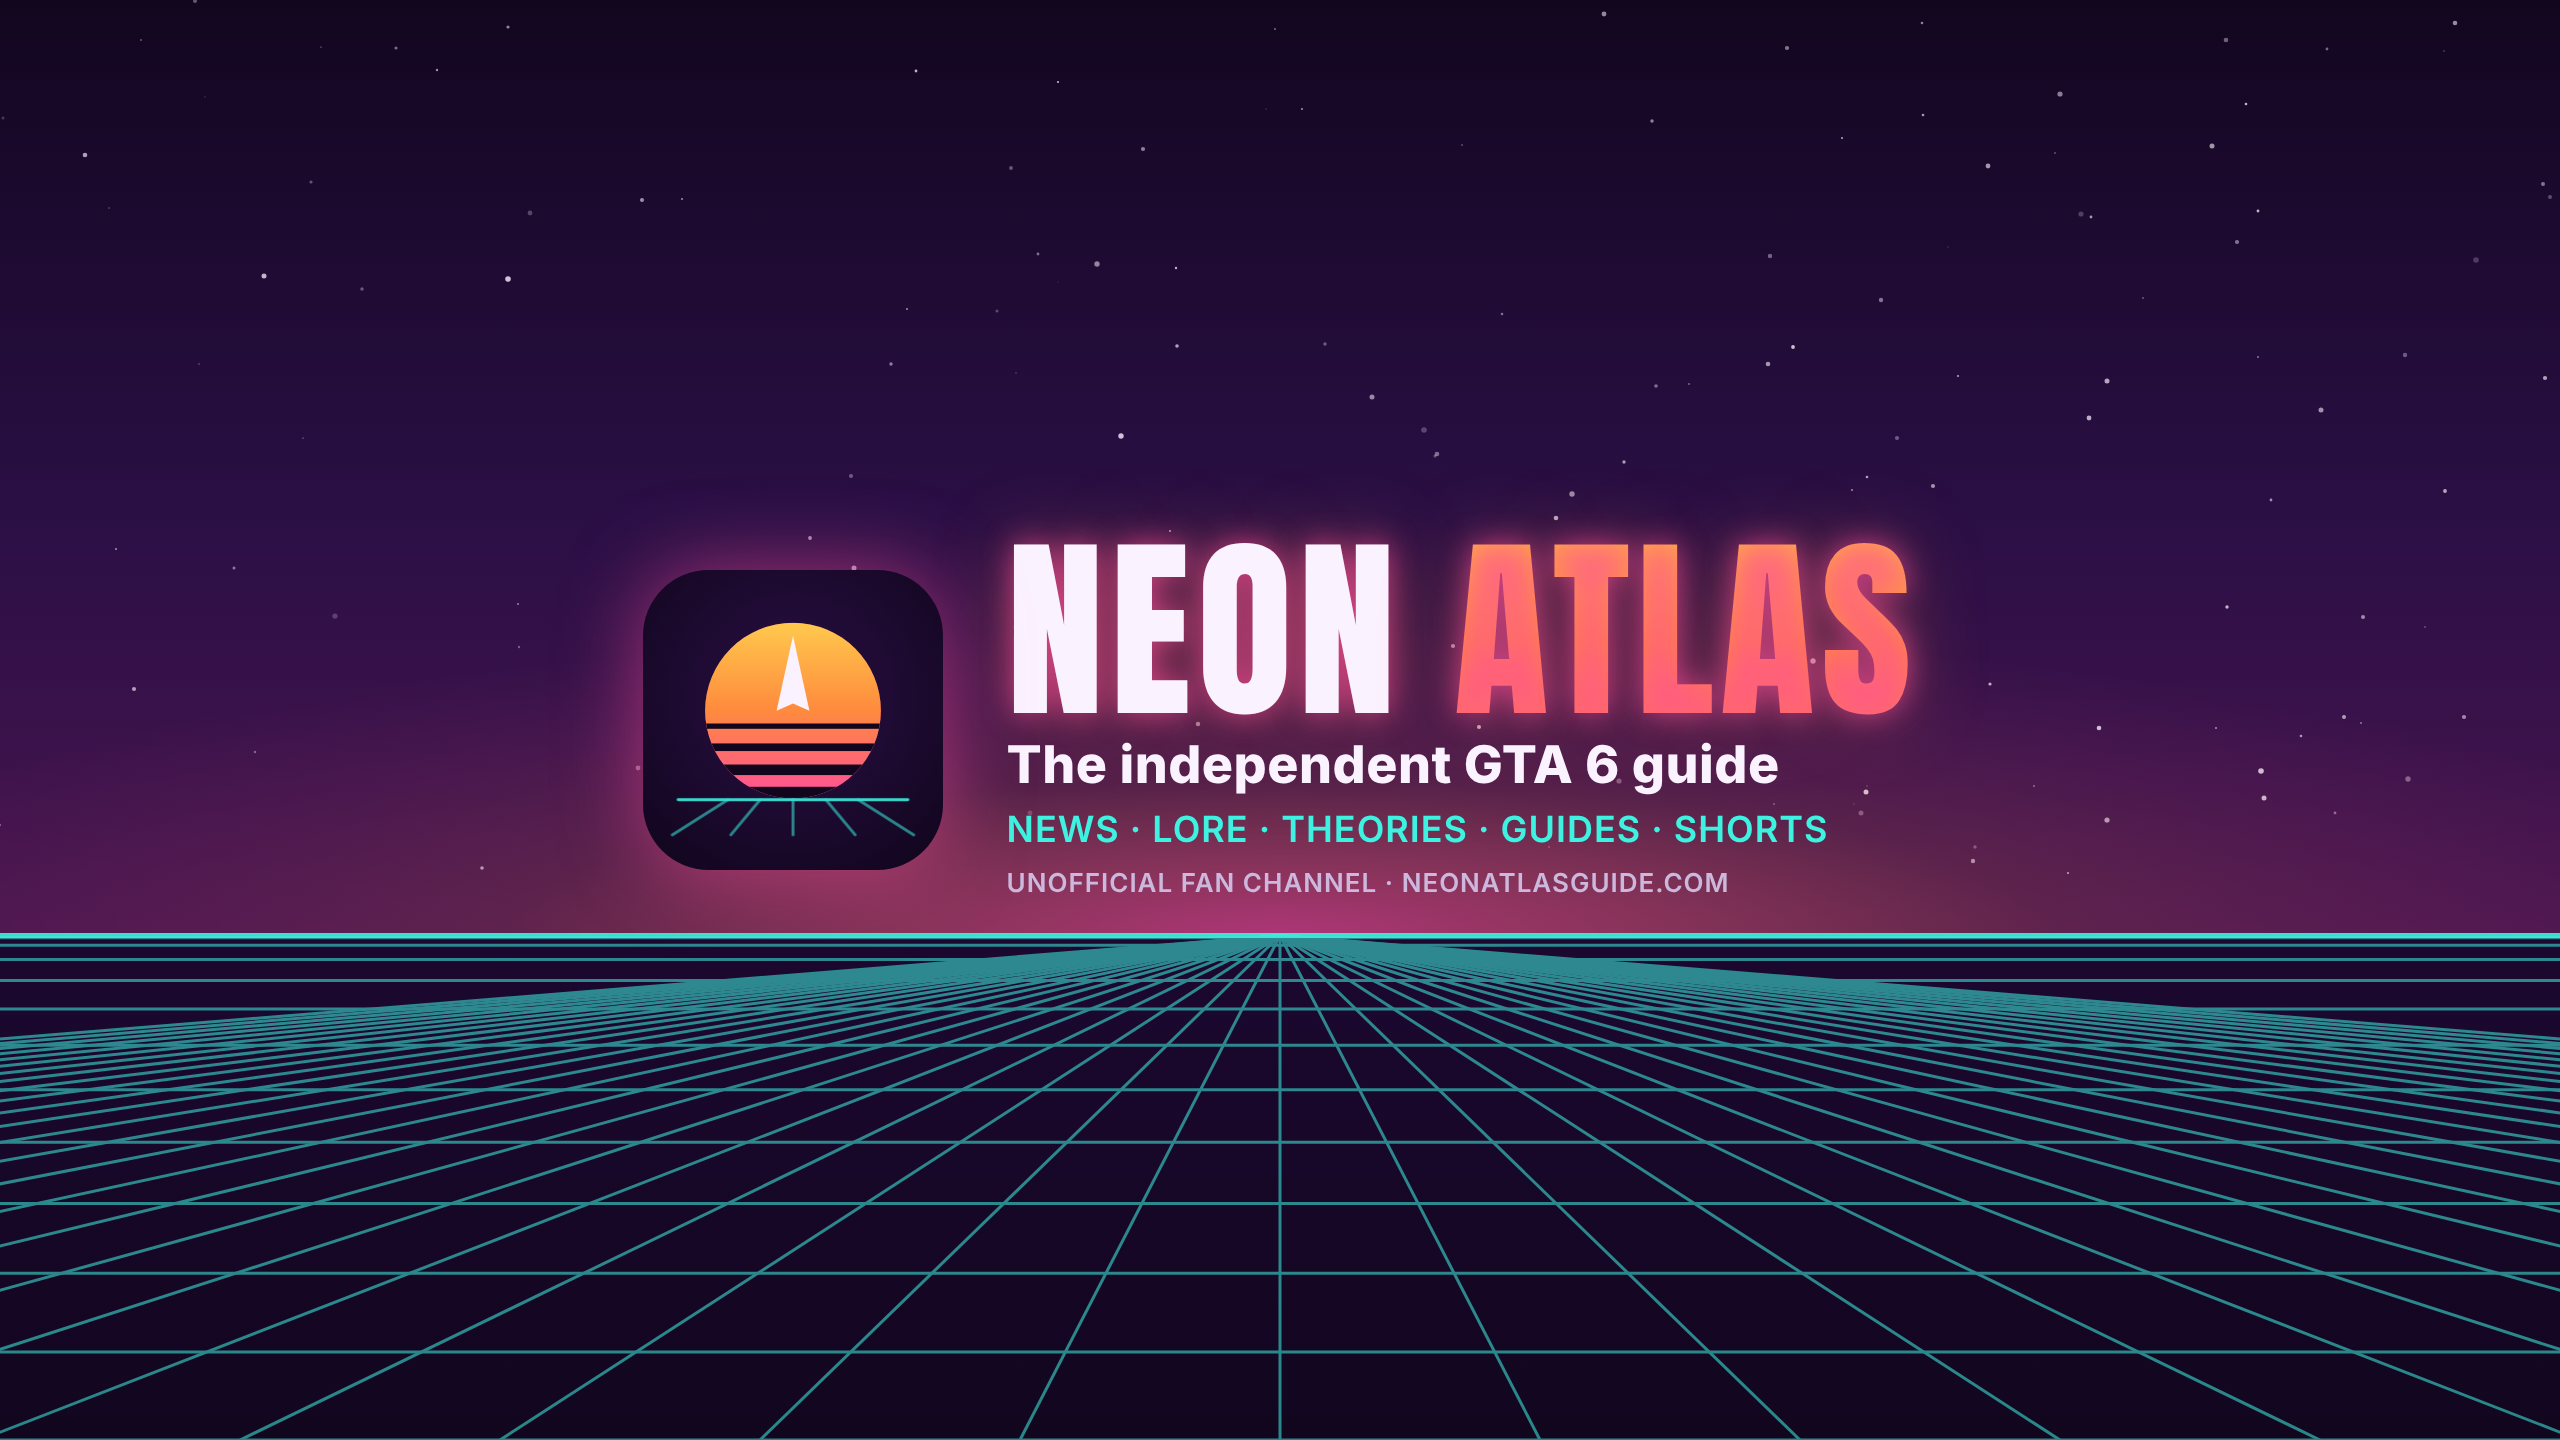 NEON ATLAS
The independent GTA 6 guide
NEWS · LORE · THEORIES · GUIDES · SHORTS
UNOFFICIAL FAN CHANNEL · NEONATLASGUIDE.COM